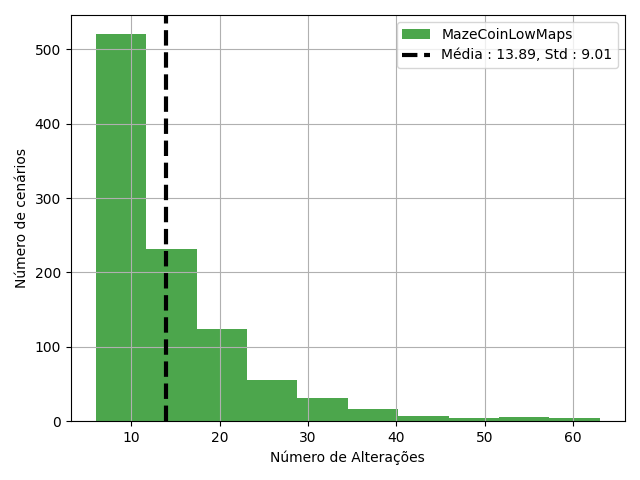 MazeCoinLowMaps
Média : 13.89, Std : 9.01
Número de cenários
500
400
300
200
100
0
10 20 30 40 50 60
Número de Alterações